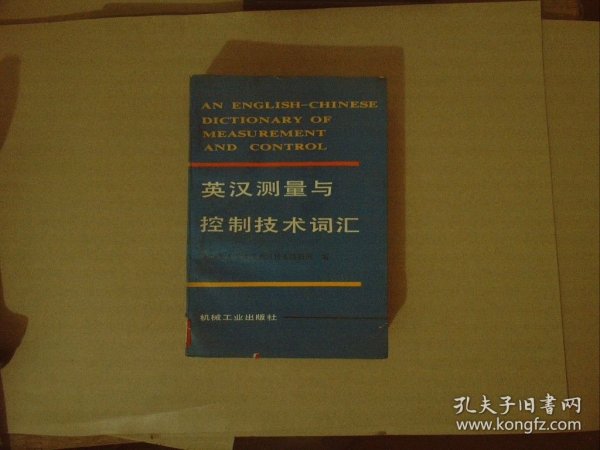 AN ENGLISH-CHINESE
DICTIONARY OF
MEASUREMENT
AND CONTROL
英汉测量与
控制技术词汇
编
机械工业出版社
孔夫子旧书网
www.kongfz.com